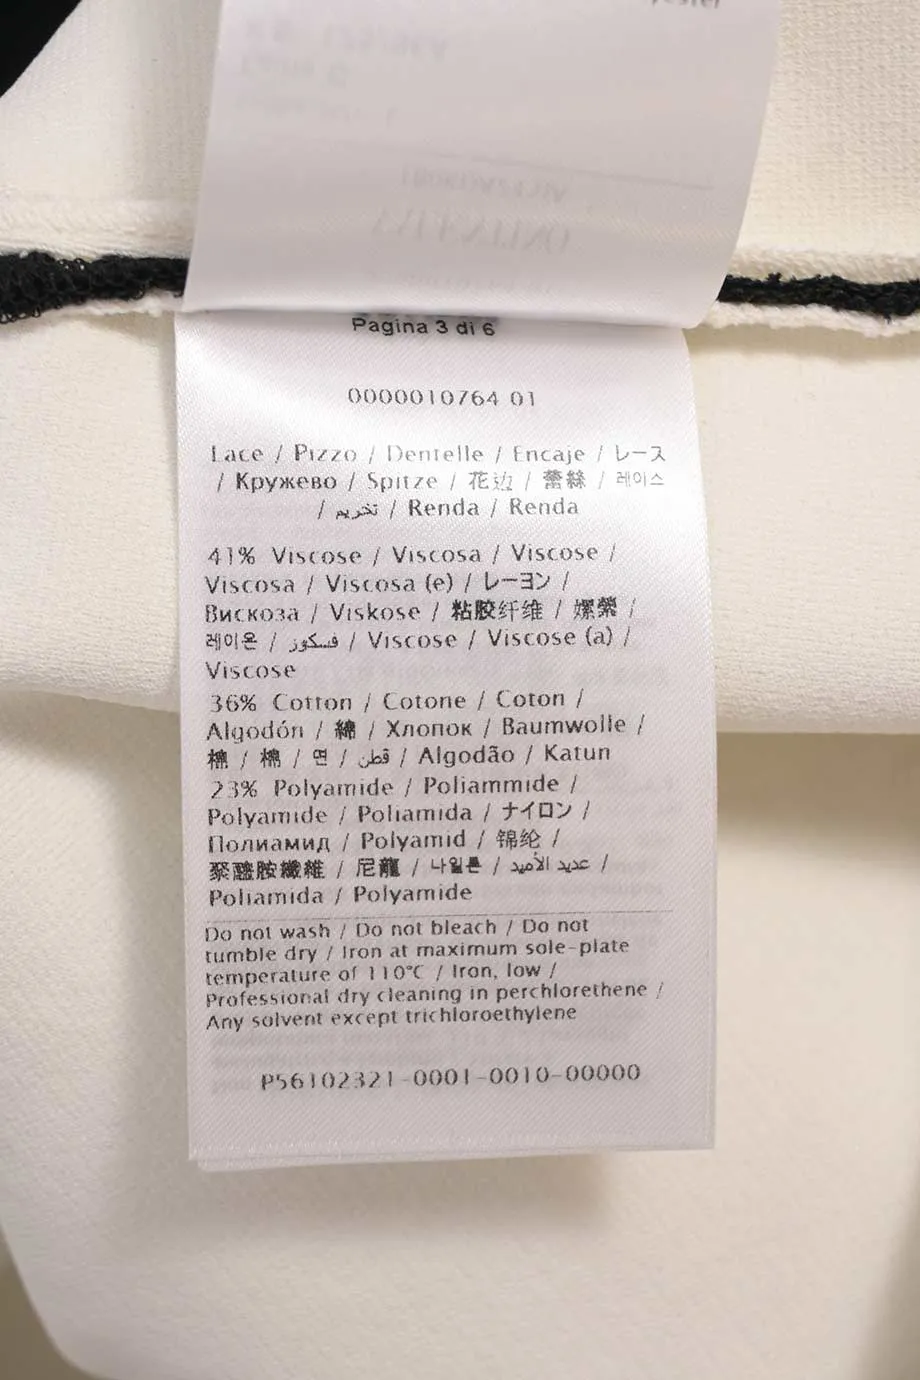 Pagina 3 di 6
0000010764 01
Lace / Pizzo / Dentelle / Encaje / レース
/ Кружево / Spitze / 花边 / 蕾絲 / 레이스
/ تخريم / Renda / Renda
41% Viscose / Viscosa / Viscose /
Viscosa / Viscosa (e) / レーヨン /
Вискоза / Viskose / 粘胶纤维 / 嫘縈 /
레이온 / فسكوز / Viscose / Viscose (a) /
Viscose
36% Cotton / Cotone / Coton /
Algodón / 綿 / Хлопок / Baumwolle /
棉 / 棉 / 면 / قطن / Algodão / Katun
23% Polyamide / Poliammide /
Polyamide / Poliamida / ナイロン /
Полиамид / Polyamid / 锦纶 /
聚醯胺纖維 / 尼龍 / 나일론 / عديد الأميد /
Poliamida / Polyamide
Do not wash / Do not bleach / Do not
tumble dry / Iron at maximum sole-plate
temperature of 110°C / Iron, low /
Professional dry cleaning in perchlorethene /
Any solvent except trichloroethylene
P56102321-0001-0010-00000